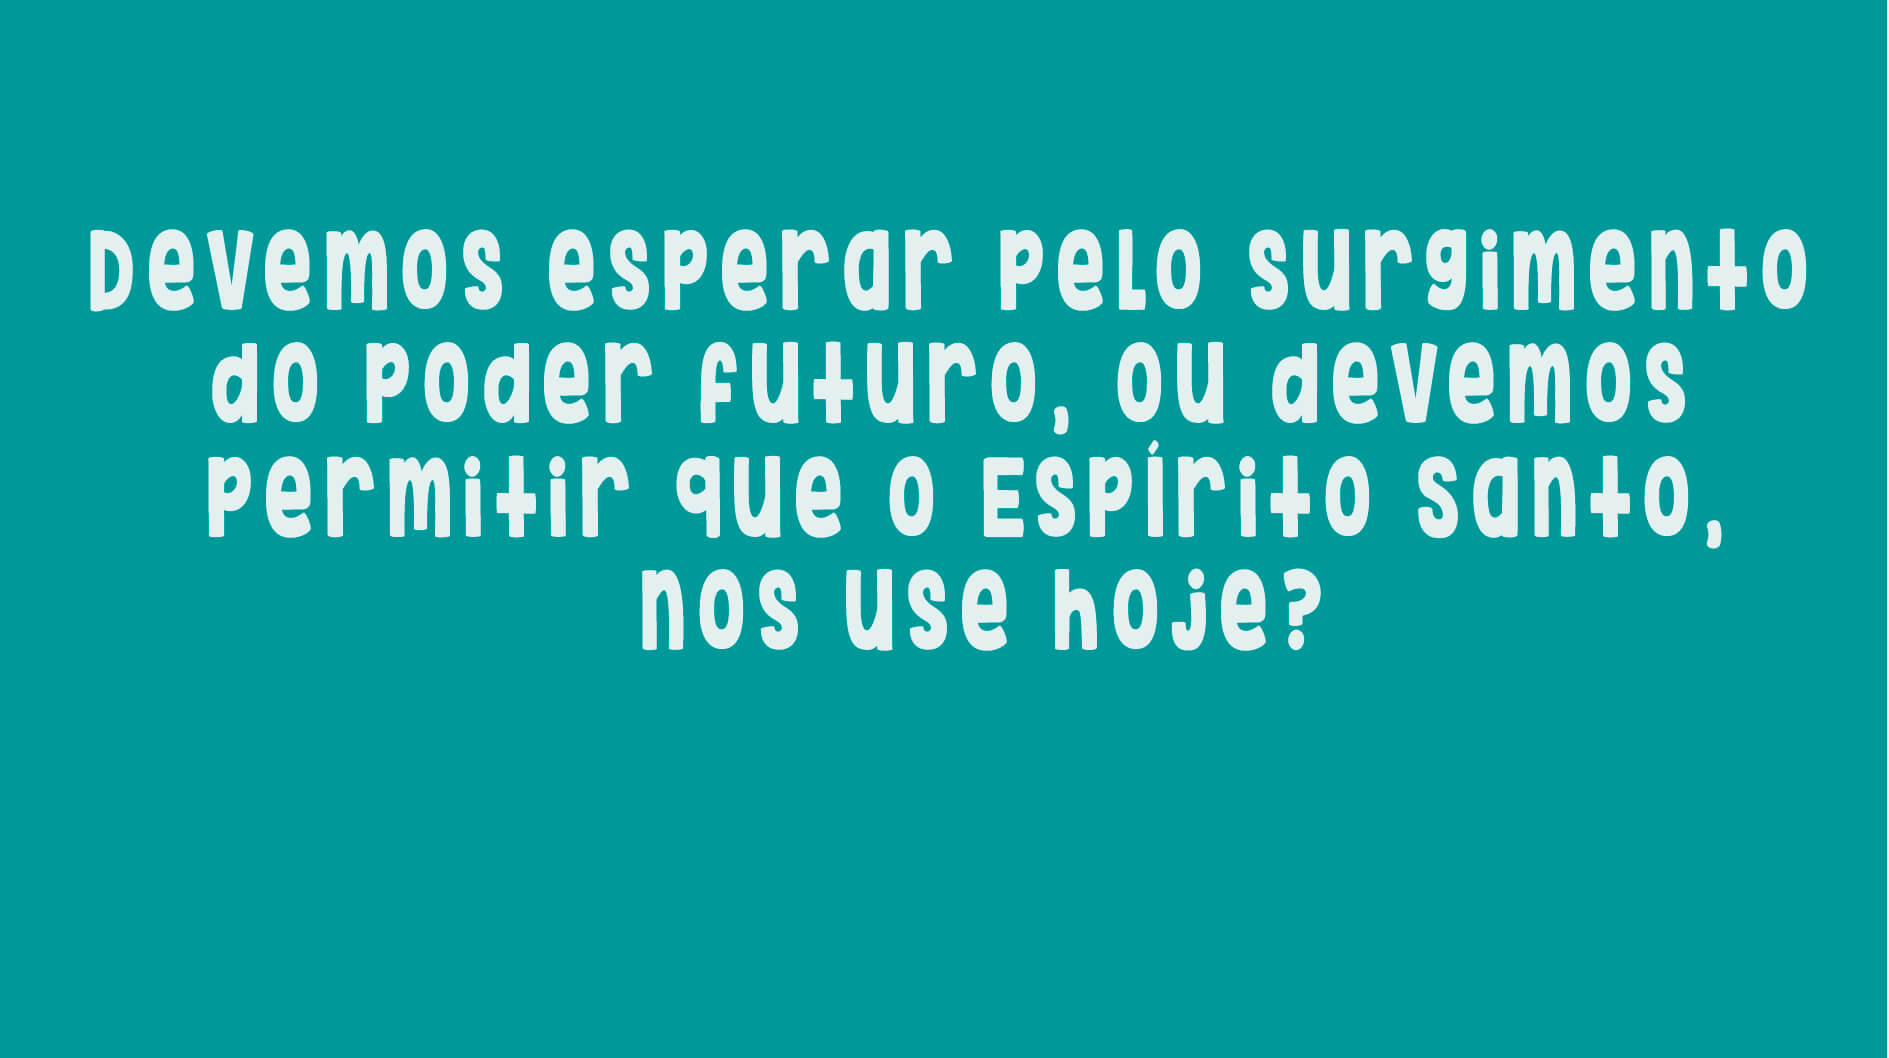 Devemos esperar pelo surgimento
do poder futuro, ou devemos
permitir que o Espírito Santo,
nos use hoje?